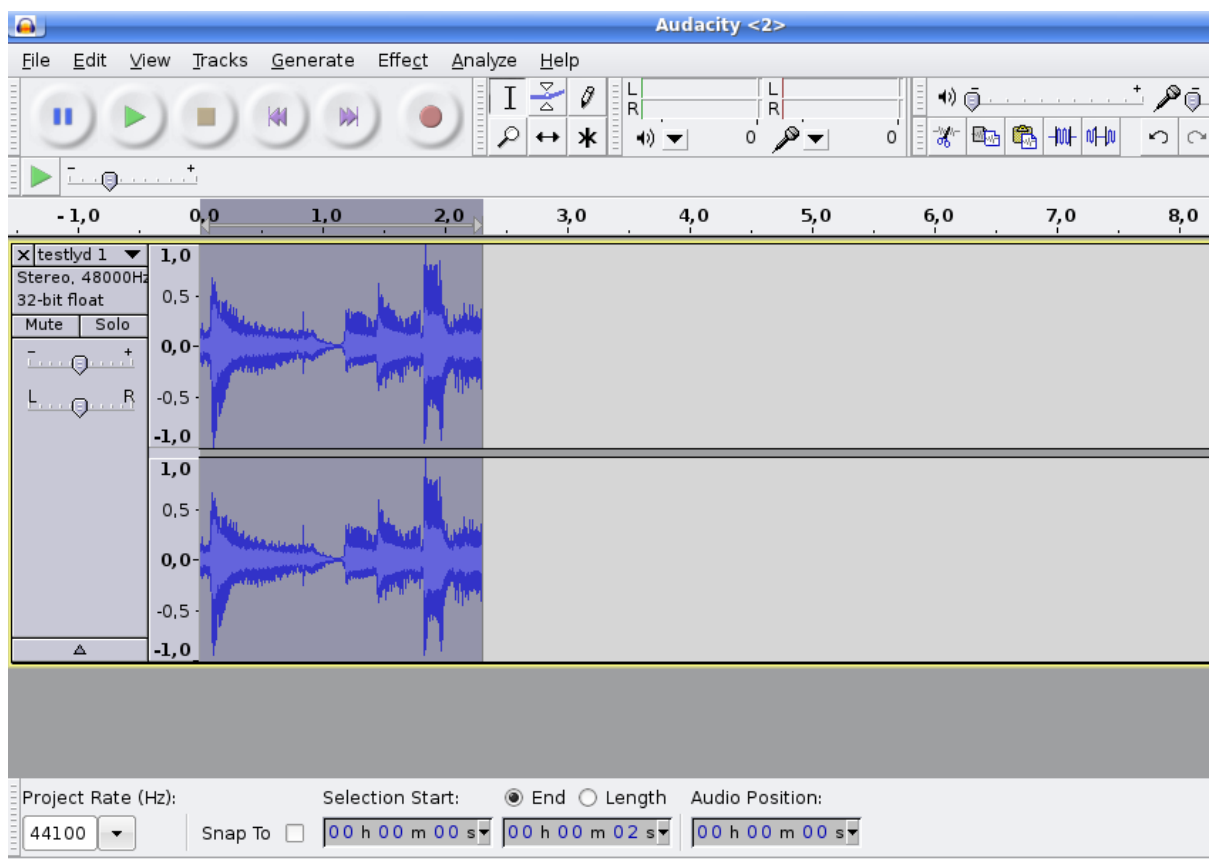 Audacity <2>
File Edit View Tracks Generate Effect Analyze Help
L L
R R
0 0
- + 
- 1,0 0,0 1,0 2,0 3,0 4,0 5,0 6,0 7,0 8,0
testlyd 1
Stereo, 48000Hz
32-bit float
Mute Solo
- +
L R
1,0
0,5
0,0
-0,5
-1,0
1,0
0,5
0,0
-0,5
-1,0
Project Rate (Hz): Selection Start: End Length Audio Position:
44100 Snap To 00 h 00 m 00 s 00 h 00 m 02 s 00 h 00 m 00 s